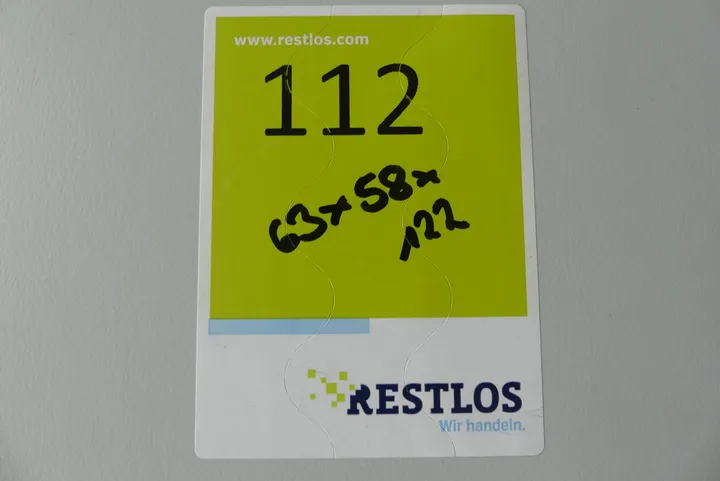 www.restlos.com
112
63x58x
122
RESTLOS
Wir handeln.